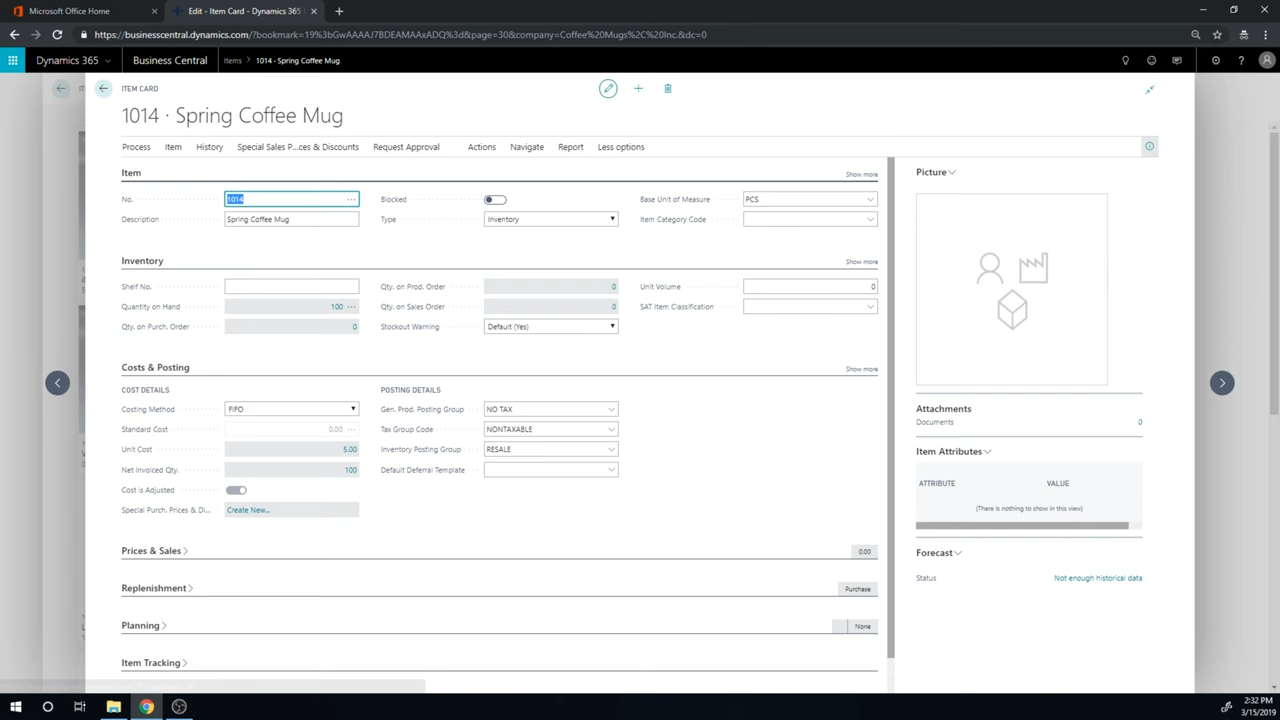 Microsoft Office Home
Edit - Item Card - Dynamics 365
https://businesscentral.dynamics.com/?bookmark=19%3bGwAAAAJ7BDEAMAAxADQ%3d&page=30&company=Coffee%20Mugs%2C%20Inc.&dc=0
Dynamics 365
Business Central
Items > 1014 · Spring Coffee Mug
ITEM CARD
1014 · Spring Coffee Mug
Process Item History Special Sales P...ces & Discounts Request Approval Actions Navigate Report Less options
Item Show more
No. 1014 Blocked Base Unit of Measure PCS
Description Spring Coffee Mug Type Inventory Item Category Code
Inventory Show more
Shelf No. Qty. on Prod. Order 0 Unit Volume 0
Quantity on Hand 100 Qty. on Sales Order 0 SAT Item Classification
Qty. on Purch. Order 0 Stockout Warning Default (Yes)
Costs & Posting Show more
COST DETAILS POSTING DETAILS
Costing Method FIFO Gen. Prod. Posting Group NO TAX
Standard Cost 0.00 Tax Group Code NONTAXABLE
Unit Cost 5.00 Inventory Posting Group RESALE
Net Invoiced Qty. 100 Default Deferral Template
Cost is Adjusted
Special Purch. Prices & Di... Create New...
Prices & Sales 0.00
Replenishment Purchase
Planning None
Item Tracking
Picture
Attachments
Documents 0
Item Attributes
ATTRIBUTE VALUE
(There is nothing to show in this view)
Forecast
Status Not enough historical data
2:32 PM
3/15/2019